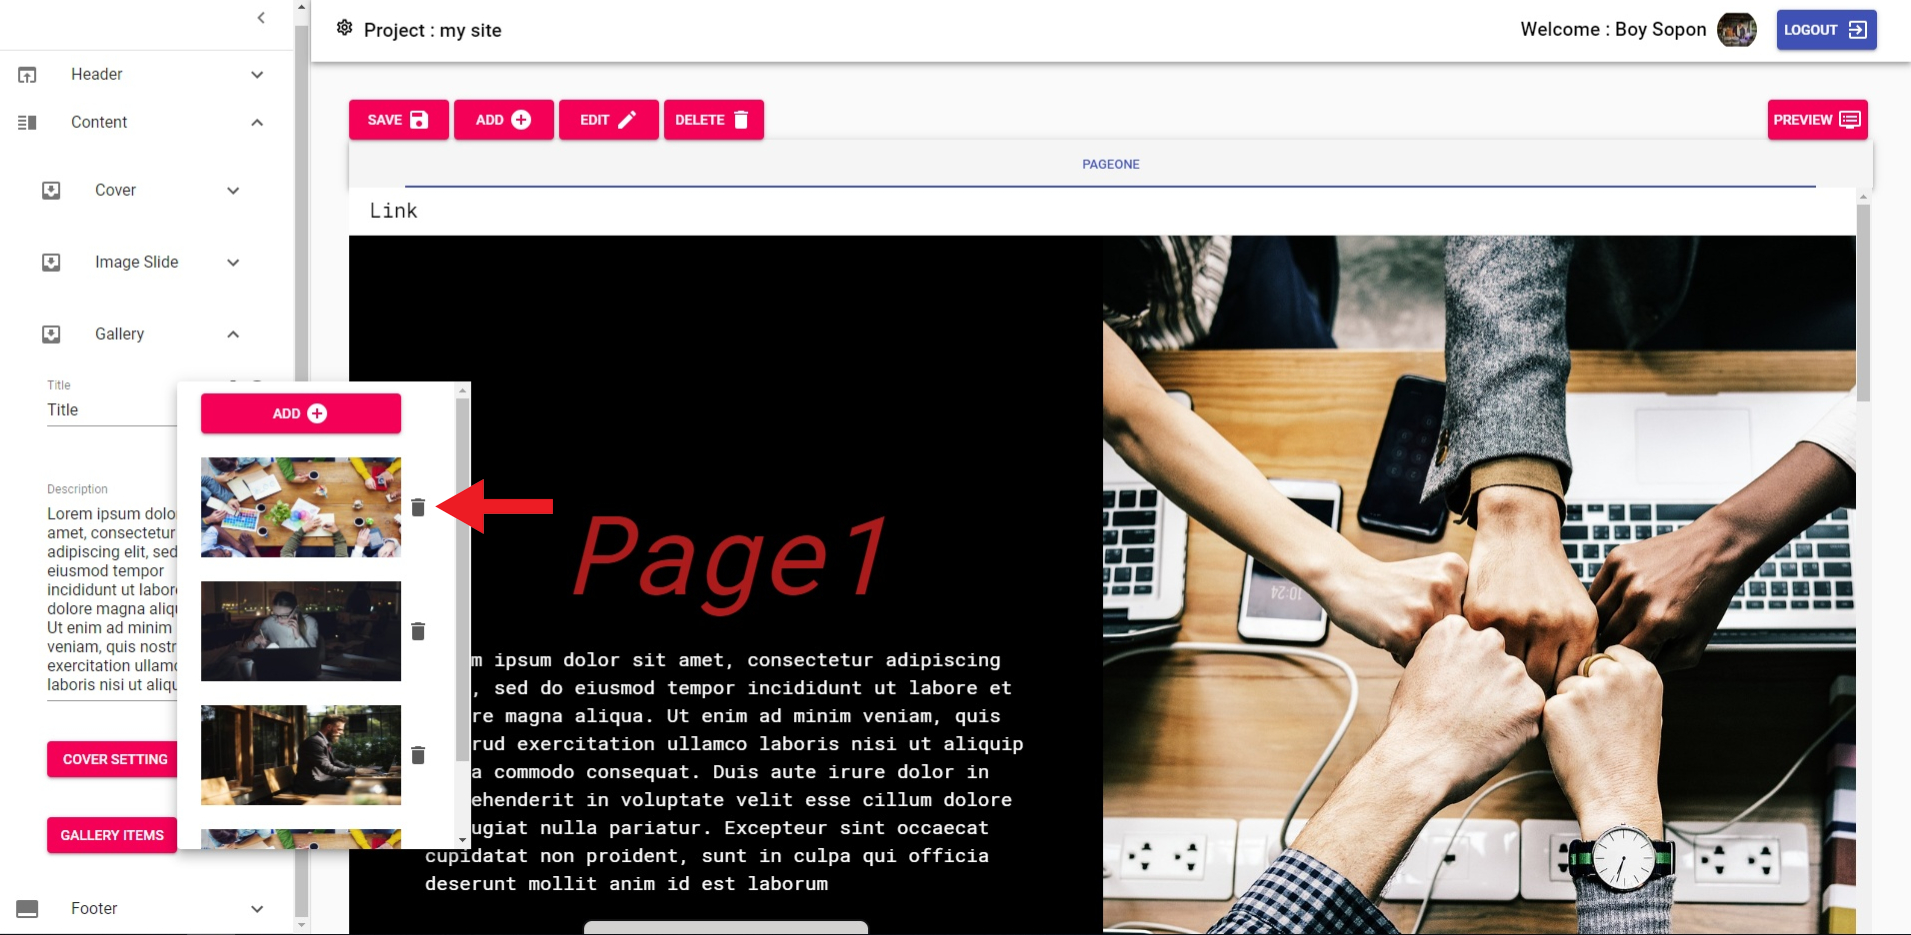 Project : my site
Welcome : Boy Sopon
LOGOUT
Header
Content
Cover
Image Slide
Gallery
Title
Title
Description
Lorem ipsum dolo
amet, consectetur
adipiscing elit, sed
eiusmod tempor
incididunt ut labor
dolore magna aliqu
Ut enim ad minim
veniam, quis nostr
exercitation ullamc
laboris nisi ut aliqu
COVER SETTING
GALLERY ITEMS
Footer
ADD
SAVE
ADD
EDIT
DELETE
PREVIEW
PAGEONE
Link
Page1
m ipsum dolor sit amet, consectetur adipiscing
, sed do eiusmod tempor incididunt ut labore et
re magna aliqua. Ut enim ad minim veniam, quis
rud exercitation ullamco laboris nisi ut aliquip
a commodo consequat. Duis aute irure dolor in
ehenderit in voluptate velit esse cillum dolore
ugiat nulla pariatur. Excepteur sint occaecat
cupidatat non proident, sunt in culpa qui officia
deserunt mollit anim id est laborum
10:24